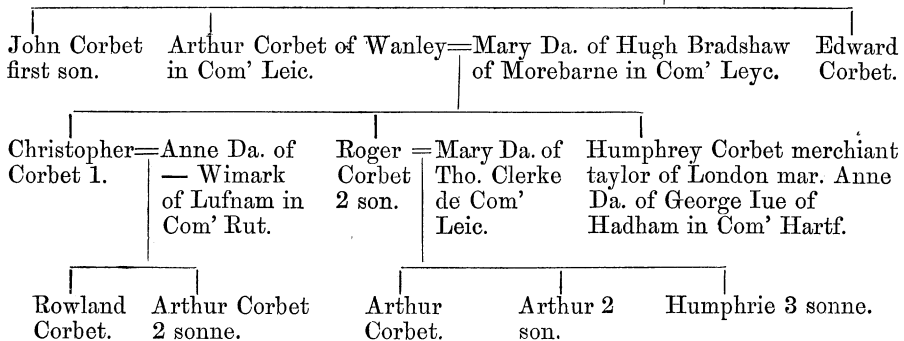 John Corbet
first son.
Arthur Corbet of Wanley=Mary Da. of Hugh Bradshaw
in Com' Leic.
of Morebarne in Com' Leyc.
Edward
Corbet.
Christopher=Anne Da. of
Corbet 1.
— Wimark
of Lufnam in
Com' Rut.
Roger = Mary Da. of
Corbet
2 son.
Tho. Clerke
de Com'
Leic.
Humphrey Corbet merchiant
taylor of London mar. Anne
Da. of George Iue of
Hadham in Com' Hartf.
Rowland
Corbet.
Arthur Corbet
2 sonne.
Arthur
Corbet.
Arthur 2
son.
Humphrie 3 sonne.